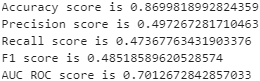 Accuracy score is 0.8699818992824359
Precision score is 0.497267281710463
Recall score is 0.47367763431903376
F1 score is 0.48518589620528574
AUC ROC score is 0.7012672842857033